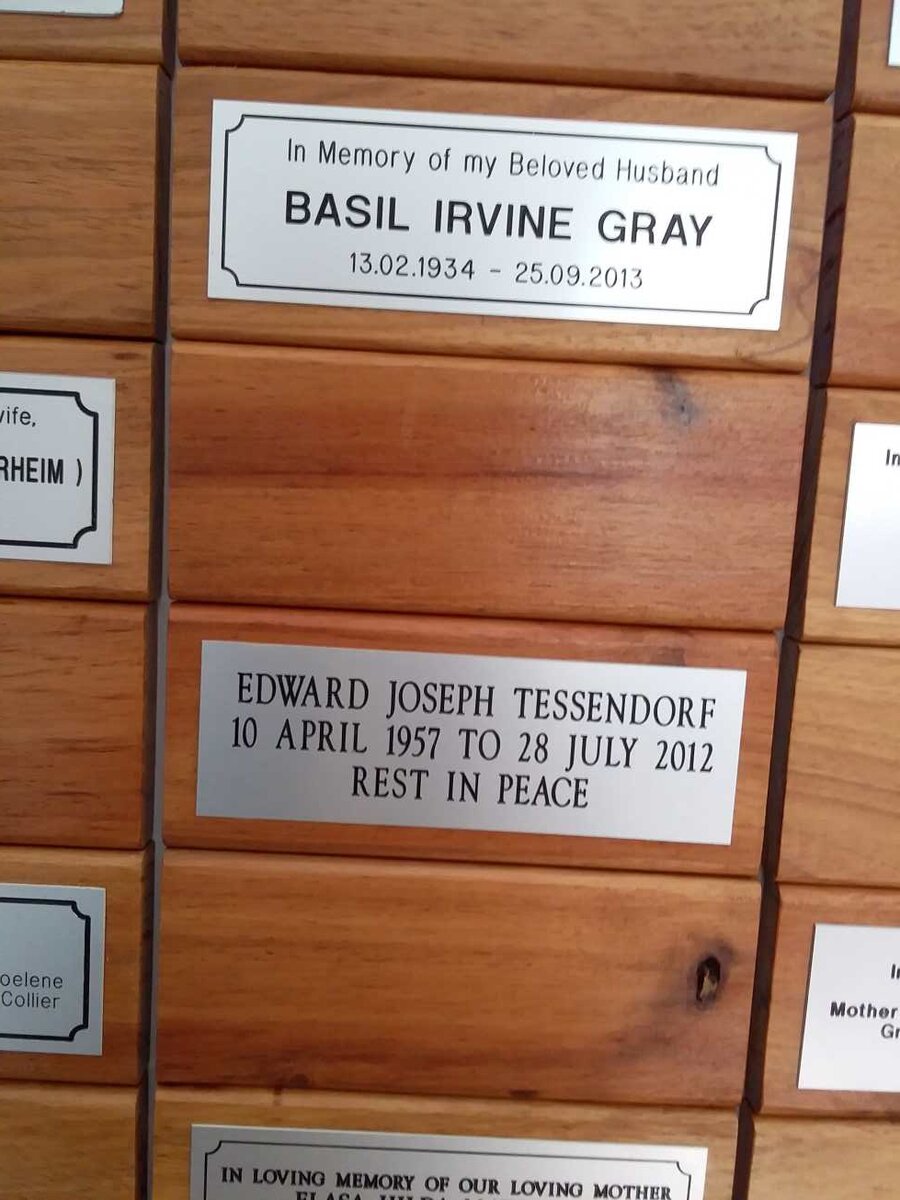 In Memory of my Beloved Husband
BASIL IRVINE GRAY
13.02.1934 - 25.09.2013
RHEIM )
In
EDWARD JOSEPH TESSENDORF
10 APRIL 1957 TO 28 JULY 2012
REST IN PEACE
Collier
Mother
IN LOVING MEMORY OF OUR LOVING MOTHER